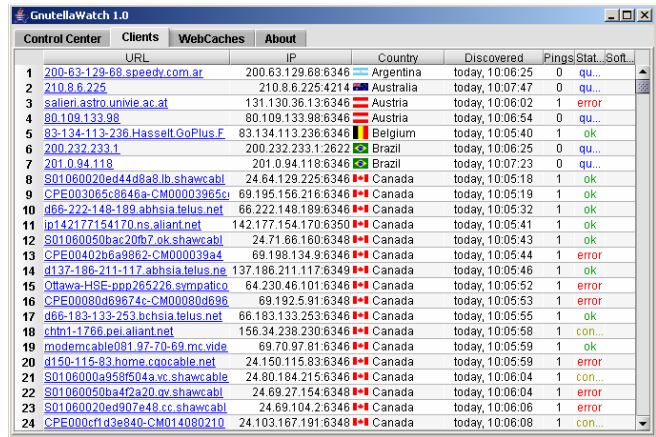 GnutellaWatch 1.0
Control Center Clients WebCaches About
URL IP Country Discovered Pings Stat... Soft...
1 200-63-129-68.speedy.com.ar 200.63.129.68:6346 Argentina today, 10:06:25 0 qu...
2 210.8.6.225 210.8.6.225:4214 Australia today, 10:07:47 0 qu...
3 salieri.astro.univie.ac.at 131.130.36.13:6346 Austria today, 10:06:02 1 error
4 80.109.133.98 80.109.133.98:6346 Austria today, 10:06:54 0 qu...
5 83-134-113-236.Hasselt.GoPlus.F 83.134.113.236:6346 Belgium today, 10:05:40 1 ok
6 200.232.233.1 200.232.233.1:2622 Brazil today, 10:06:25 0 qu...
7 201.0.94.118 201.0.94.118:6346 Brazil today, 10:07:23 0 qu...
8 S01060020ed44d8a8.lb.shawcabl 24.64.129.225:6346 Canada today, 10:05:18 1 ok
9 CPE003065c8646a-CM00003965c 69.195.156.216:6346 Canada today, 10:05:19 1 ok
10 d66-222-148-189.abhsia.telus.net 66.222.148.189:6346 Canada today, 10:05:32 1 ok
11 ip142177154170.ns.aliant.net 142.177.154.170:6350 Canada today, 10:05:41 1 ok
12 S01060050bac20fb7.ok.shawcabl 24.71.66.160:6348 Canada today, 10:05:43 1 ok
13 CPE00402b6a9862-CM000039a4 69.198.134.9:6346 Canada today, 10:05:44 1 error
14 d137-186-211-117.abhsia.telus.ne 137.186.211.117:6349 Canada today, 10:05:46 1 ok
15 Ottawa-HSE-ppp265226.sympatico 64.230.46.101:6346 Canada today, 10:05:52 1 error
16 CPE00080d69674c-CM00080d696 69.192.5.91:6348 Canada today, 10:05:53 1 error
17 d66-183-133-253.bchsia.telus.net 66.183.133.253:6346 Canada today, 10:05:55 1 ok
18 chtn1-1766.pei.aliant.net 156.34.238.230:6346 Canada today, 10:05:58 1 con...
19 modemcable081.97-70-69.mc.vide 69.70.97.81:6346 Canada today, 10:05:59 1 ok
20 d150-115-83.home.cgocable.net 24.150.115.83:6346 Canada today, 10:05:59 1 error
21 S0106000a958f504a.vc.shawcable 24.80.184.215:6346 Canada today, 10:06:04 1 con...
22 S01060050ba4f2a20.gv.shawcabl 24.69.27.154:6348 Canada today, 10:06:04 1 error
23 S01060020ed907e48.cc.shawcabl 24.69.104.2:6346 Canada today, 10:06:06 1 error
24 CPE000cf1d3e840-CM014080210 24.103.167.191:6348 Canada today, 10:06:08 1 con...